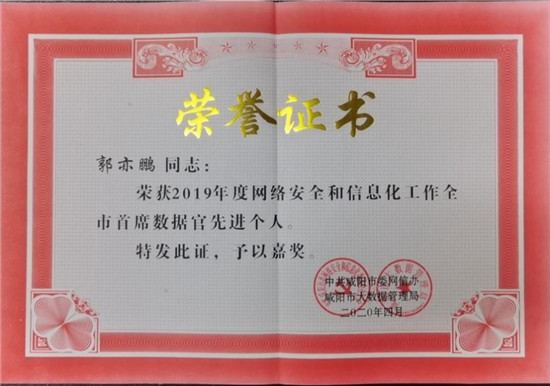 荣誉证书
郭亦鹏 同志：
荣获2019年度网络安全和信息化工作全
市首席数据官先进个人。
特发此证，予以嘉奖。
中共咸阳市委网信办
咸阳市大数据管理局
二〇二〇年四月